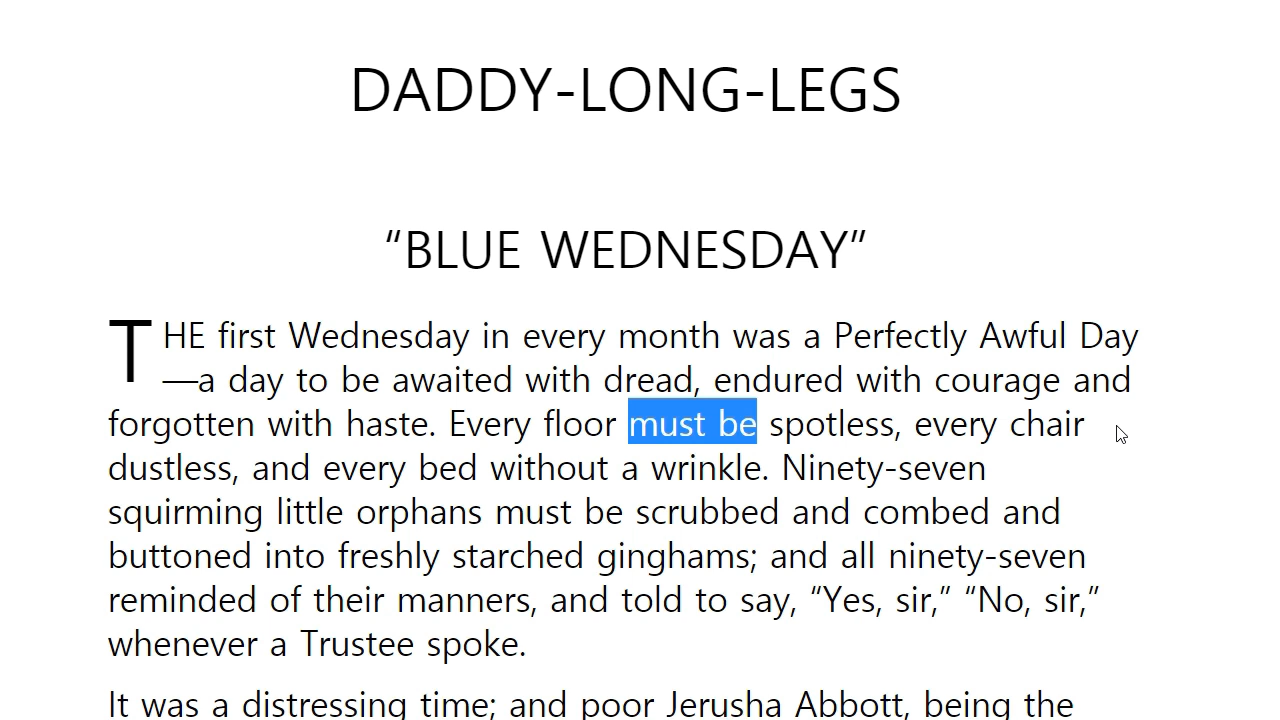 DADDY-LONG-LEGS
“BLUE WEDNESDAY”
THE first Wednesday in every month was a Perfectly Awful Day
—a day to be awaited with dread, endured with courage and
forgotten with haste. Every floor must be spotless, every chair
dustless, and every bed without a wrinkle. Ninety-seven
squirming little orphans must be scrubbed and combed and
buttoned into freshly starched ginghams; and all ninety-seven
reminded of their manners, and told to say, “Yes, sir,” “No, sir,”
whenever a Trustee spoke.
It was a distressing time; and poor Jerusha Abbott, being the